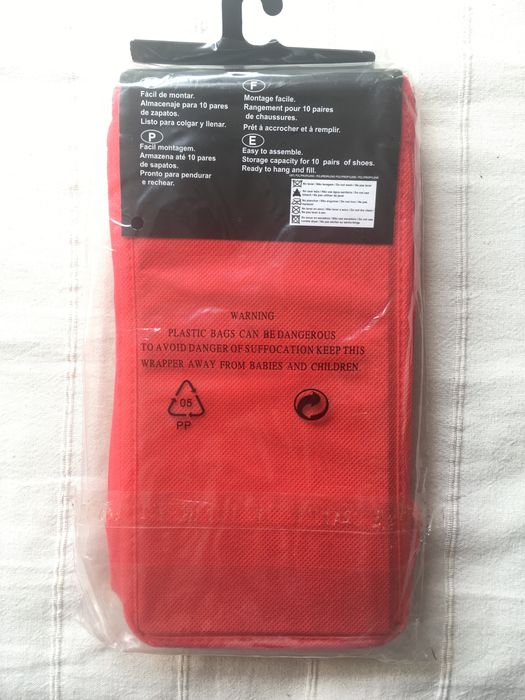 Fácil de montar.
Almacenaje para 10 pares
de zapatos.
Listo para colgar y llenar.
F
Montage facile.
Rangement pour 10 paires
de chaussures.
Prêt à accrocher et à remplir.
P
Facil montagem.
Armazena até 10 pares
de sapatos.
Pronto para pendurar
e rechear.
E
Easy to assemble.
Storage capacity for 10 pairs of shoes.
Ready to hang and fill.
WARNING
PLASTIC BAGS CAN BE DANGEROUS
TO AVOID DANGER OF SUFFOCATION KEEP THIS
WRAPPER AWAY FROM BABIES AND CHILDREN.
05
PP